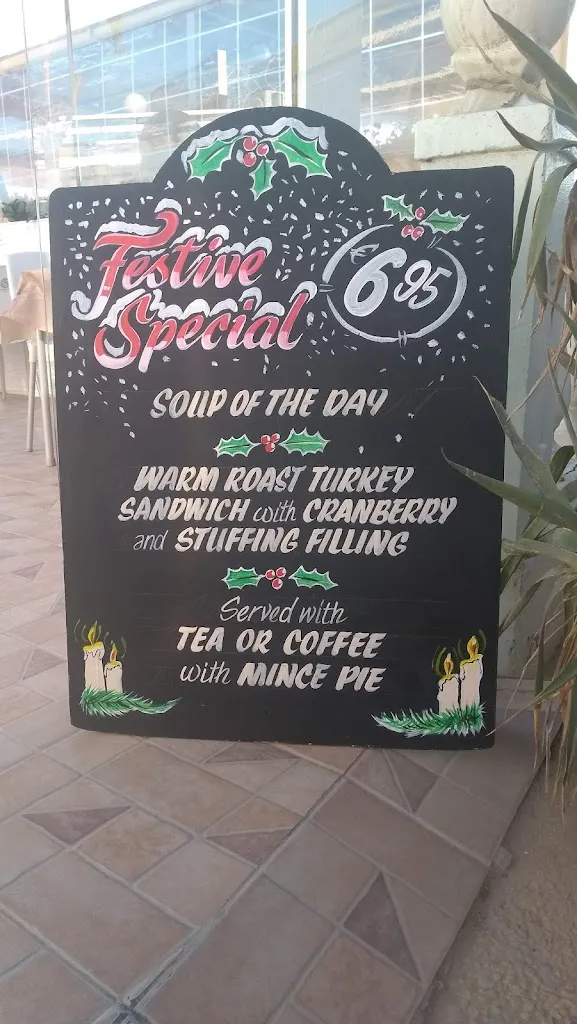 Festive
Special
€6.95
SOUP OF THE DAY
WARM ROAST TURKEY
SANDWICH with CRANBERRY
and STUFFING FILLING
Served with
TEA OR COFFEE
with MINCE PIE